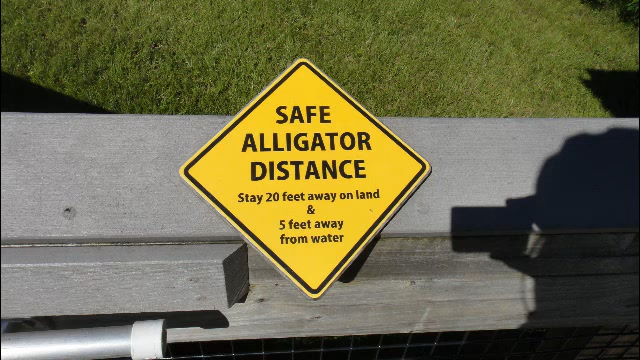 SAFE
ALLIGATOR
DISTANCE
Stay 20 feet away on land
&
5 feet away
from water